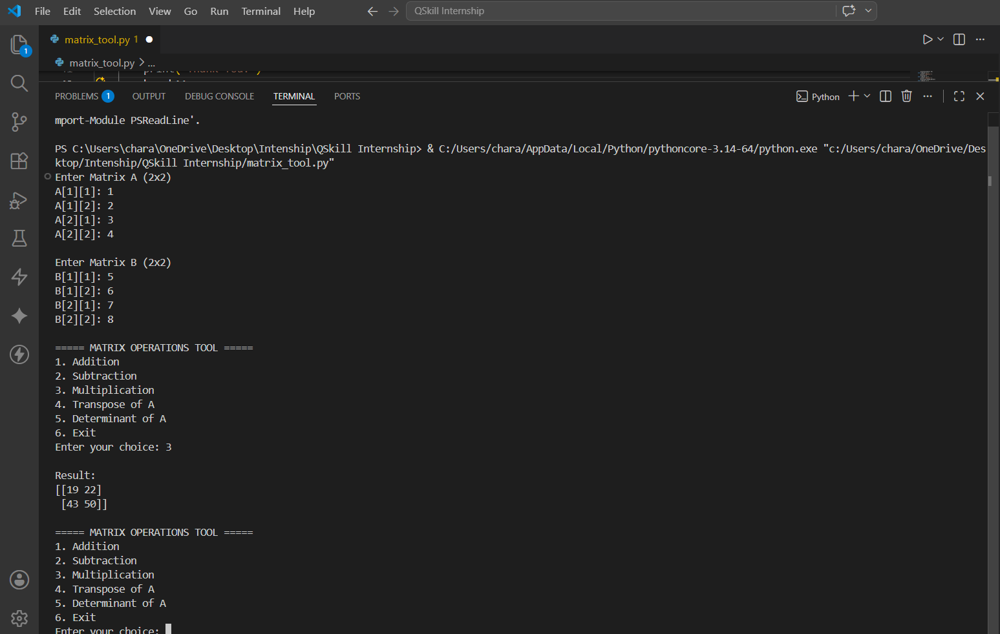 File Edit Selection View Go Run Terminal Help
QSkill Internship
1
matrix_tool.py 1
matrix_tool.py > ...
PROBLEMS 1 OUTPUT DEBUG CONSOLE TERMINAL PORTS
Python
mport-Module PSReadLine'.
PS C:\Users\chara\OneDrive\Desktop\Intenship\QSkill Internship> & C:/Users/chara/AppData/Local/Python/pythoncore-3.14-64/python.exe "c:/Users/chara/OneDrive/Des
ktop/Intenship/QSkill Internship/matrix_tool.py"
Enter Matrix A (2x2)
A[1][1]: 1
A[1][2]: 2
A[2][1]: 3
A[2][2]: 4
Enter Matrix B (2x2)
B[1][1]: 5
B[1][2]: 6
B[2][1]: 7
B[2][2]: 8
===== MATRIX OPERATIONS TOOL =====
1. Addition
2. Subtraction
3. Multiplication
4. Transpose of A
5. Determinant of A
6. Exit
Enter your choice: 3
Result:
[[19 22]
[43 50]]
===== MATRIX OPERATIONS TOOL =====
1. Addition
2. Subtraction
3. Multiplication
4. Transpose of A
5. Determinant of A
6. Exit
Enter your choice: